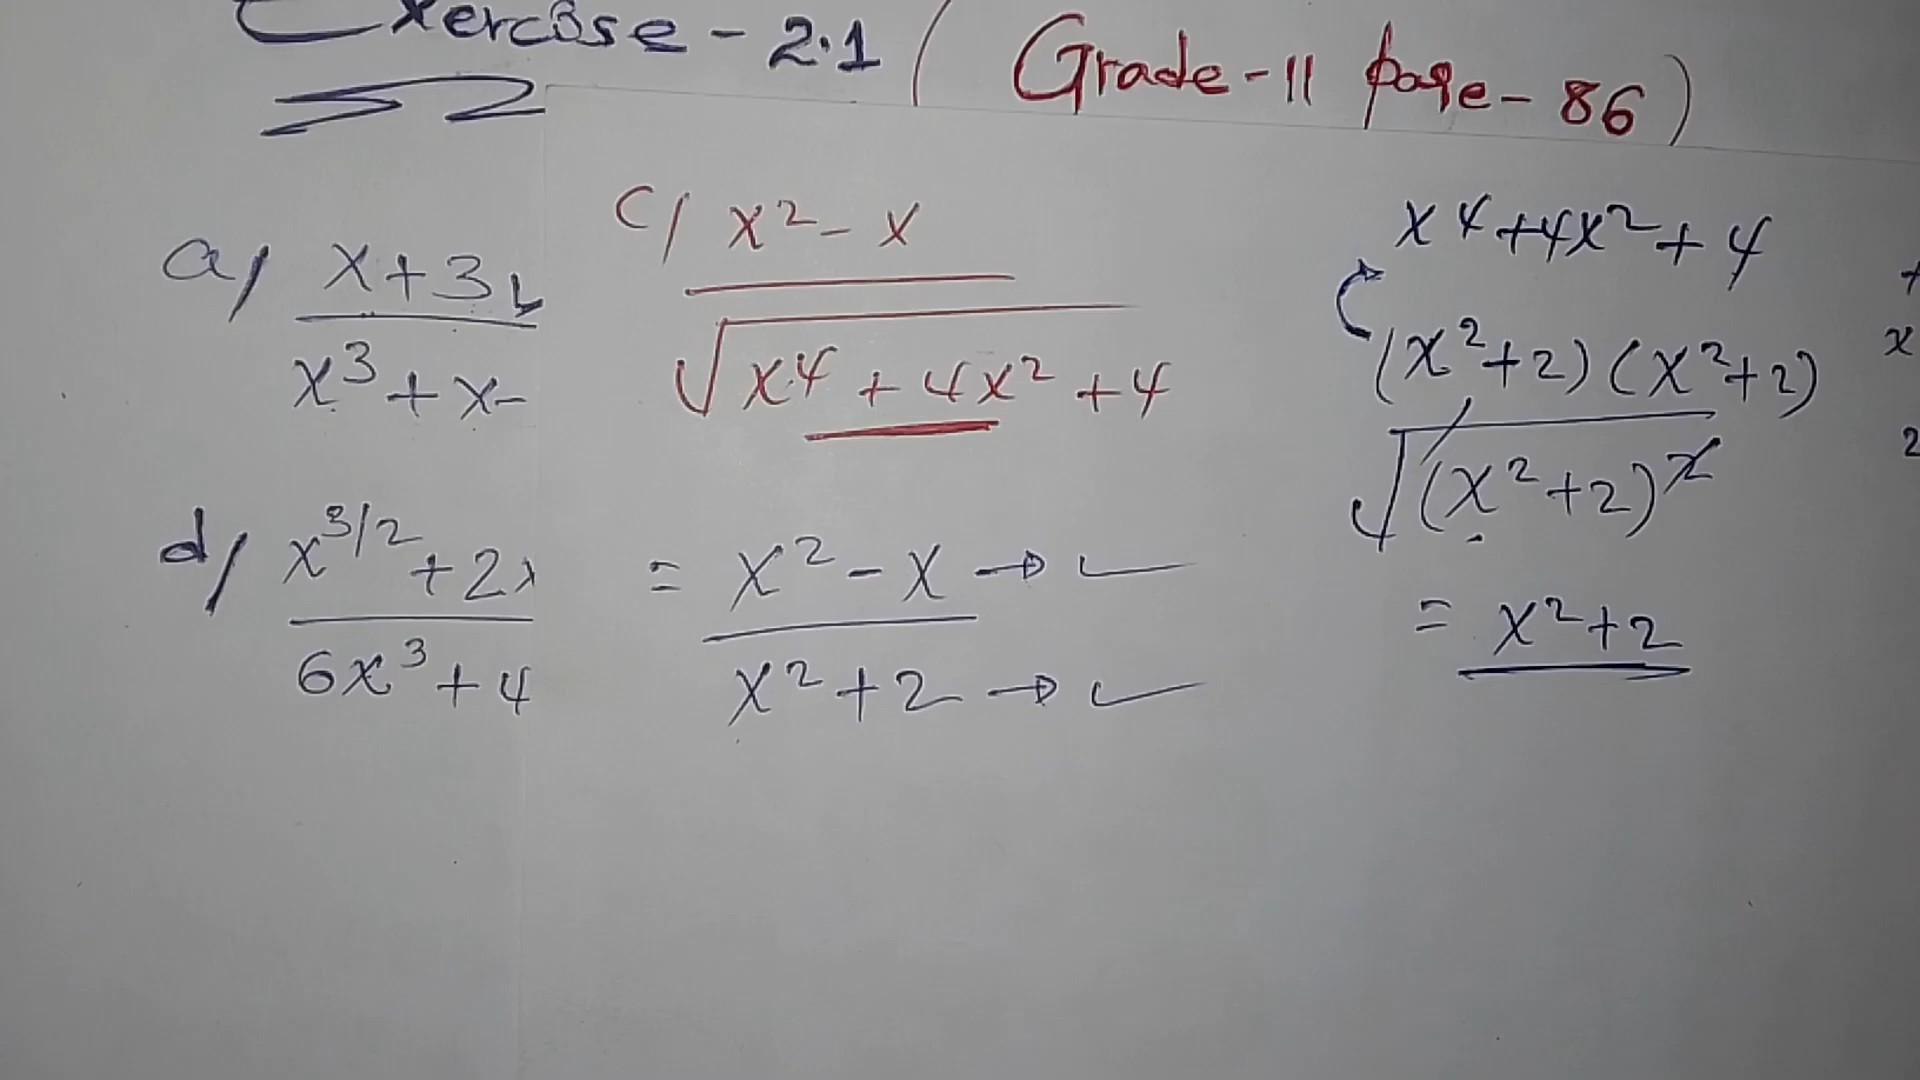 Exercise - 2.1 (Grade - 11 page - 86)
a/ x + 3
x³ + x -
d/ x^3/2 + 2x
6x³ + 4
c/ x² - x
√x⁴ + 4x² + 4
= x² - x → ✓
x² + 2 → ✓
x⁴ + 4x² + 4
(x² + 2) (x² + 2)
√(x² + 2)²
= x² + 2
+
x
2